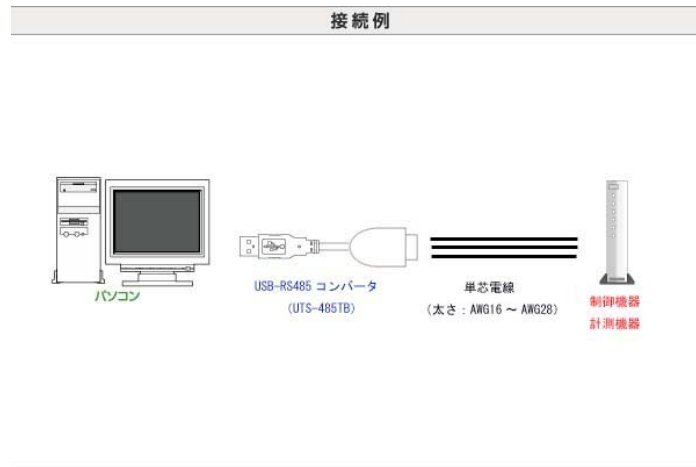 接続例
パソコン
USB-RS485 コンバータ
(UTS-485TB)
単芯電線
(太さ：AWG16 ～ AWG28)
制御機器
計測機器